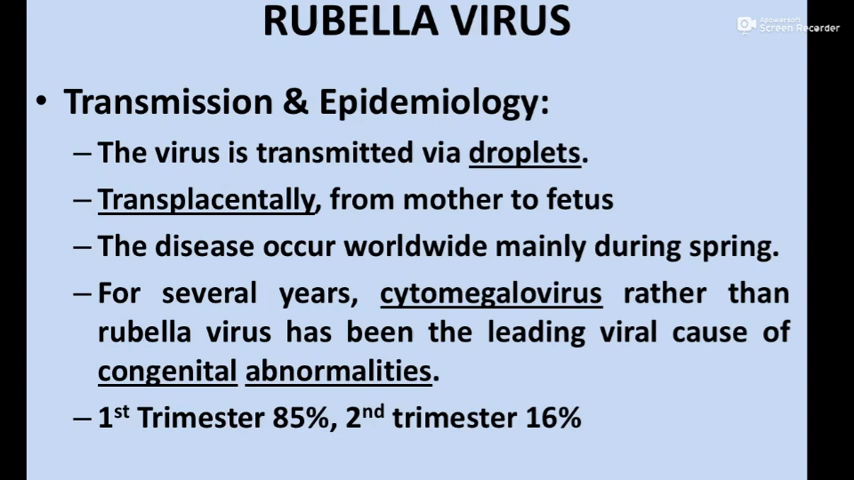 RUBELLA VIRUS
Apowersoft
Screen Recorder
• Transmission & Epidemiology:
– The virus is transmitted via droplets.
– Transplacentally, from mother to fetus
– The disease occur worldwide mainly during spring.
– For several years, cytomegalovirus rather than
rubella virus has been the leading viral cause of
congenital abnormalities.
– 1st Trimester 85%, 2nd trimester 16%